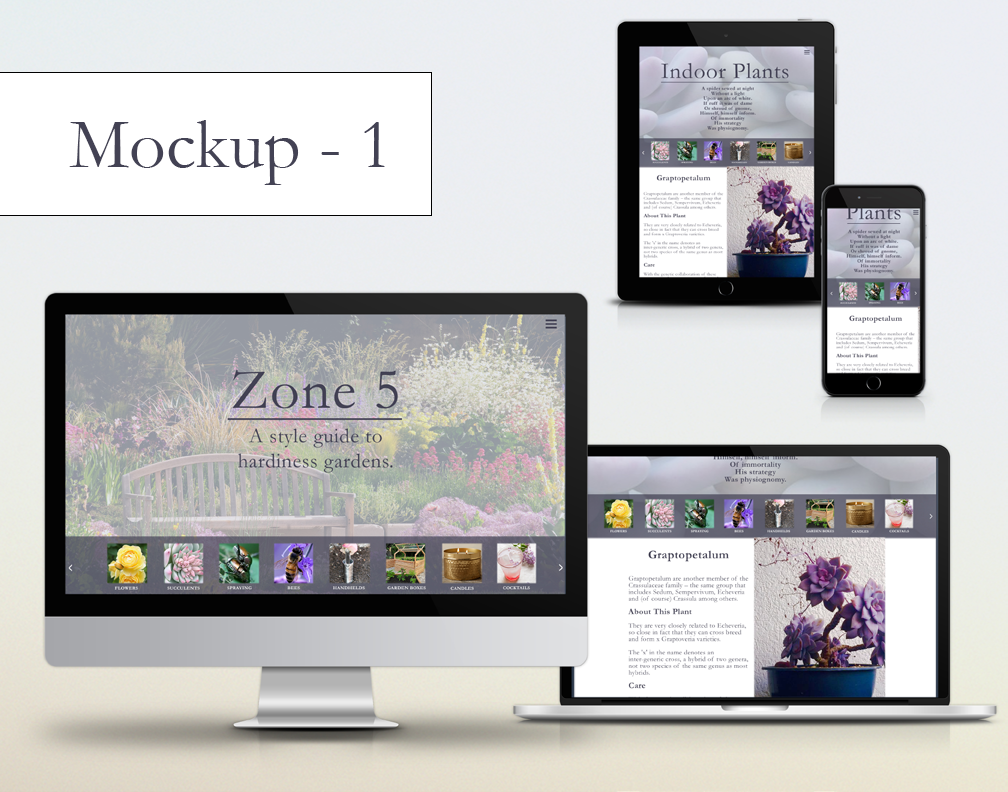 Mockup - 1
Indoor Plants
A spider sewed at night
Without a light
Upon an arc of white.
If ruff it was of dame
Or shroud of gnome,
Himself, himself inform.
Of immortality
His strategy
Was physiognomy.
Graptopetalum
Graptopetalum are another member of the
Crassulaceae family – the same group that
includes Sedum, Sempervivum, Echeveria
and (of course) Crassula among others.
About This Plant
They are very closely related to Echeveria,
so close in fact that they can cross breed
and form x Graptoveria varieties.
The 'x' in the name denotes an
inter-generic cross, a hybrid of two genera,
not two species of the same genus as most
hybrids.
Care
With the generic collaboration of these
Plants
A spider sewed at night
Without a light
Upon an arc of white.
If ruff it was of dame
Or shroud of gnome,
Himself, himself inform.
Of immortality
His strategy
Was physiognomy.
Graptopetalum
Graptopetalum are another member of the
Crassulaceae family – the same group that
includes Sedum, Sempervivum, Echeveria
and (of course) Crassula among others.
About This Plant
They are very closely related to Echeveria,
Zone 5
A style guide to
hardiness gardens.
FLOWERS SUCCULENTS SPRAYING BEES HANDHELDS GARDEN BOXES CANDLES COCKTAILS
Himself, himself inform.
Of immortality
His strategy
Was physiognomy.
FLOWERS SUCCULENTS SPRAYING BEES HANDHELDS GARDEN BOXES CANDLES COCKTAILS
Graptopetalum
Graptopetalum are another member of the
Crassulaceae family – the same group that
includes Sedum, Sempervivum, Echeveria
and (of course) Crassula among others.
About This Plant
They are very closely related to Echeveria,
so close in fact that they can cross breed
and form x Graptoveria varieties.
The 'x' in the name denotes an
inter-generic cross, a hybrid of two genera,
not two species of the same genus as most
hybrids.
Care